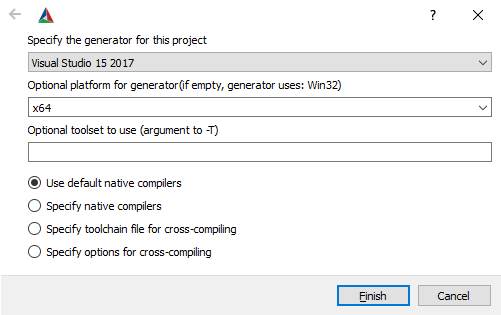 ?
Specify the generator for this project
Visual Studio 15 2017
Optional platform for generator(if empty, generator uses: Win32)
x64
Optional toolset to use (argument to -T)
Use default native compilers
Specify native compilers
Specify toolchain file for cross-compiling
Specify options for cross-compiling
Finish Cancel